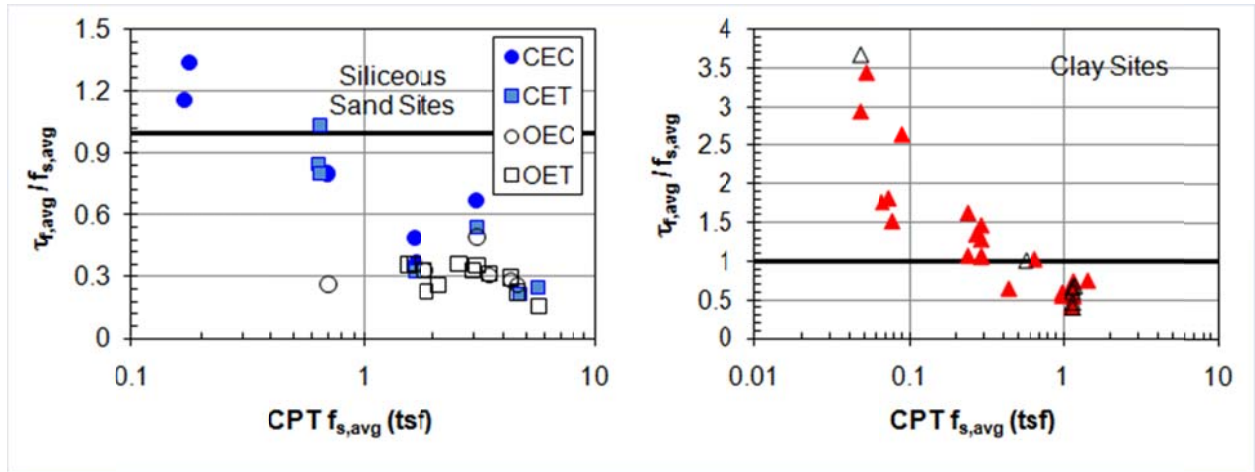 1.5
1.2
0.9
0.6
0.3
0
τf,avg / fs,avg
Siliceous
Sand Sites
CEC
CET
OEC
OET
0.1
1
10
CPT fs,avg (tsf)
4
3.5
3
2.5
2
1.5
1
0.5
0
τf,avg / fs,avg
Clay Sites
0.01
0.1
1
10
CPT fs,avg (tsf)